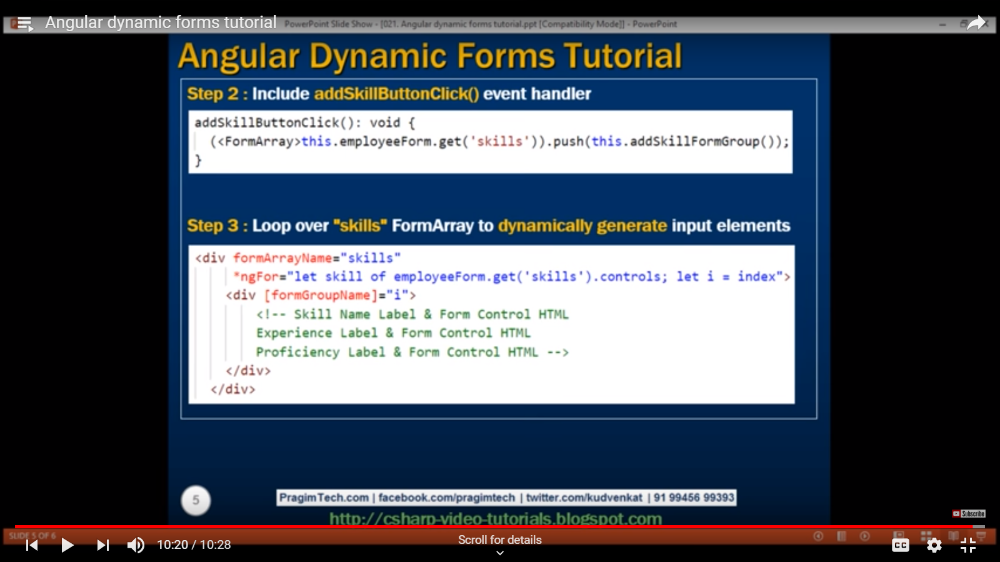 Angular dynamic forms tutorial
PowerPoint Slide Show - [021. Angular dynamic forms tutorial.ppt [Compatibility Mode]] - PowerPoint
Angular Dynamic Forms Tutorial
Step 2 : Include addSkillButtonClick() event handler
addSkillButtonClick(): void {
(<FormArray>this.employeeForm.get('skills')).push(this.addSkillFormGroup());
}
Step 3 : Loop over "skills" FormArray to dynamically generate input elements
<div formArrayName="skills"
*ngFor="let skill of employeeForm.get('skills').controls; let i = index">
<div [formGroupName]="i">
<!-- Skill Name Label & Form Control HTML
Experience Label & Form Control HTML
Proficiency Label & Form Control HTML -->
</div>
</div>
5
PragimTech.com | facebook.com/pragimtech | twitter.com/kudvenkat | 91 99456 99393
http://csharp-video-tutorials.blogspot.com
Subscribe
SLIDE 5 OF 6
10:20 / 10:28
Scroll for details
CC